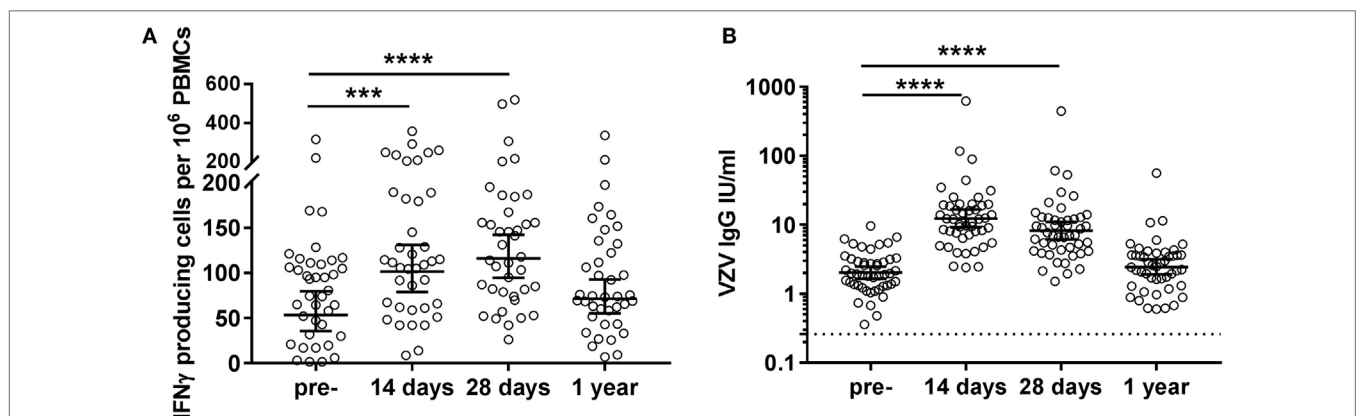 A
IFNγ producing cells per 10⁶ PBMCs
600
400
200
200
150
100
50
0
****
***
pre- 14 days 28 days 1 year
B
VZV IgG IU/ml
1000
100
10
1
0.1
****
****
pre- 14 days 28 days 1 year